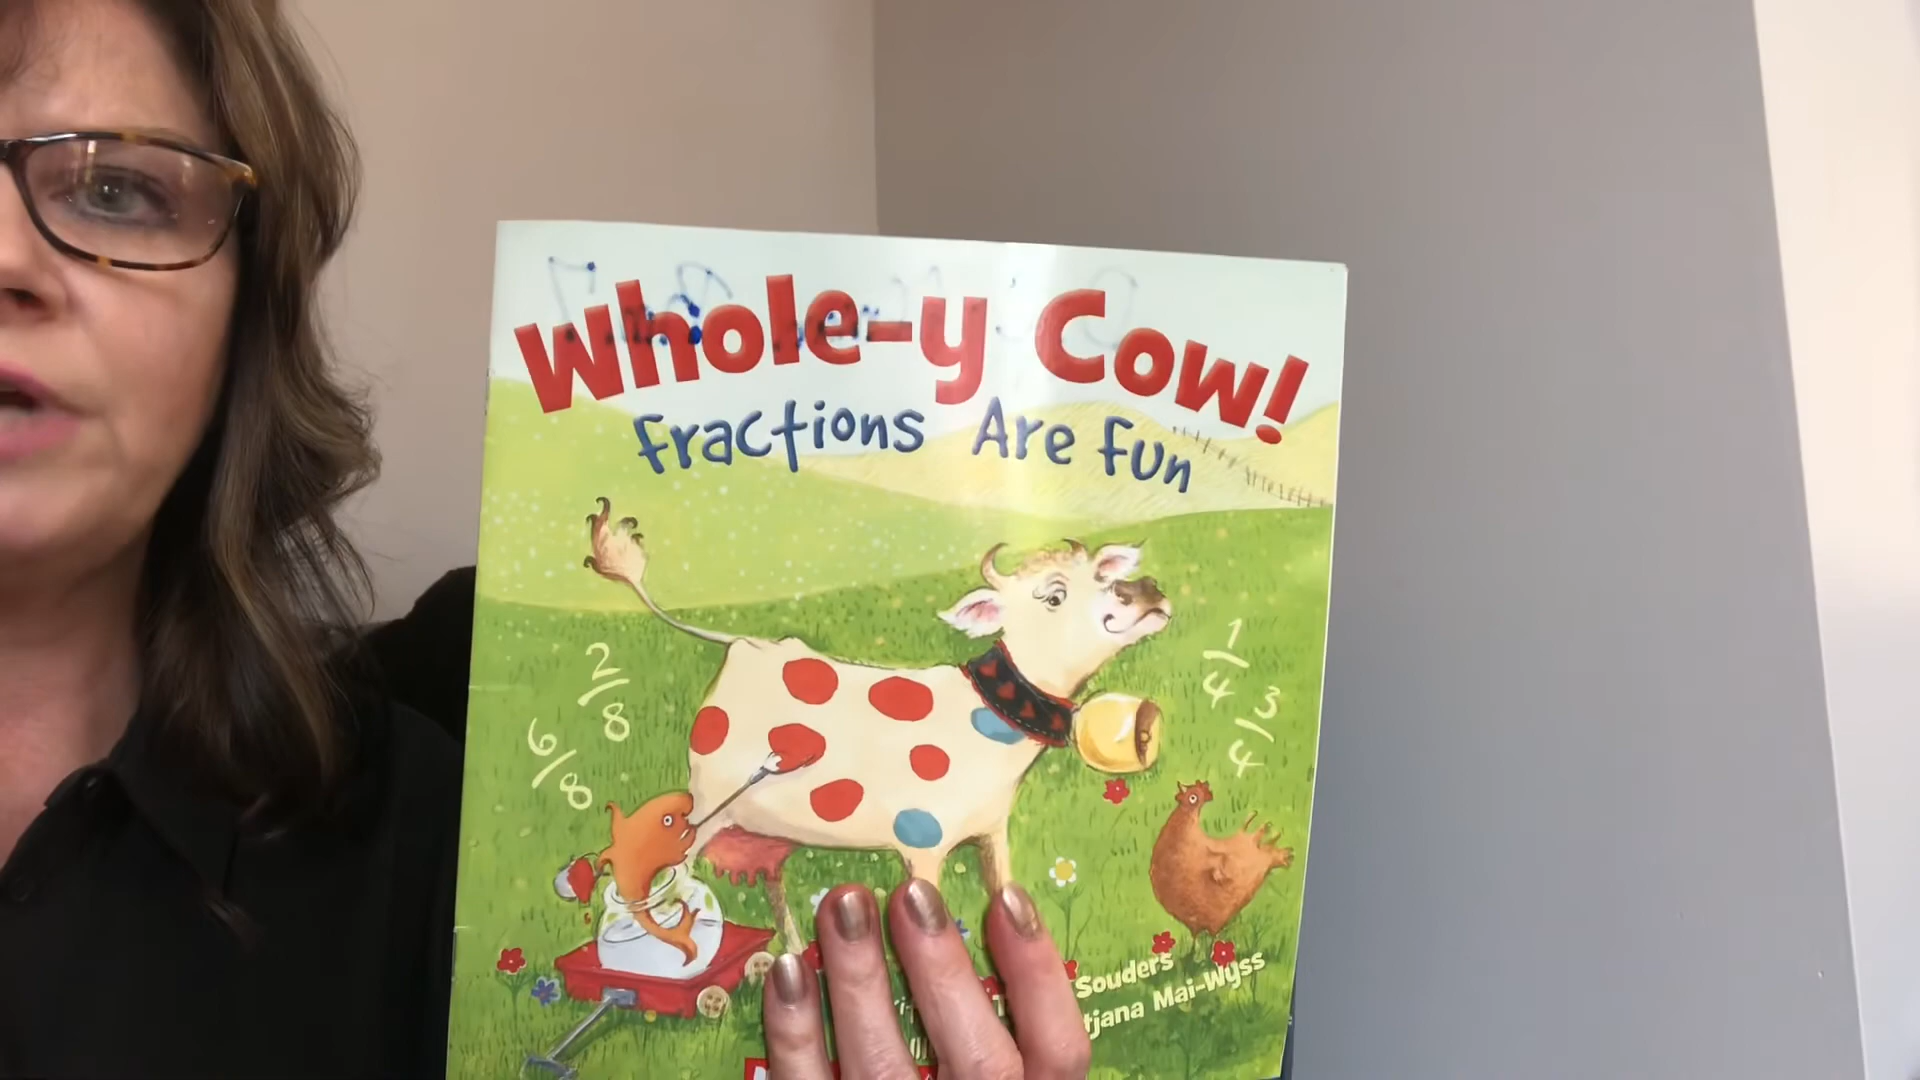 Whole-y Cow!
Fractions Are Fun
2/8
6/8
1/4
3/4
Souders
Mai-Wyss